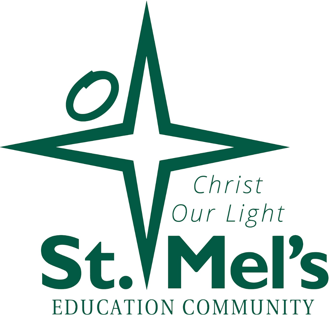 Christ
Our Light
St. Mel's
EDUCATION COMMUNITY